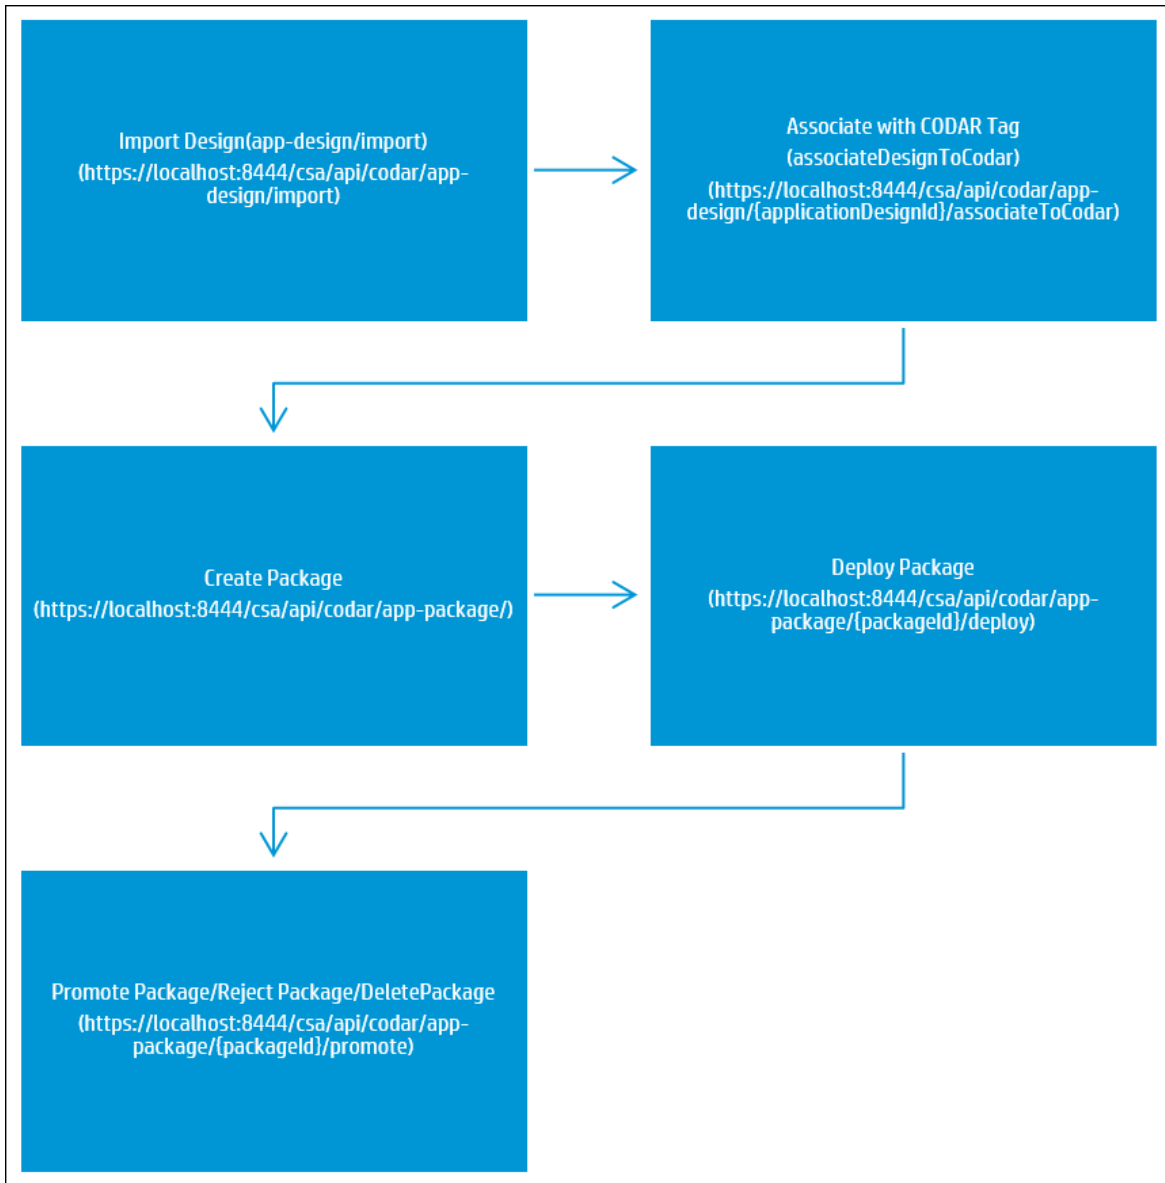 Import Design(app-design/import)
(https://localhost:8444/csa/api/codar/app-
design/import)
Associate with CODAR Tag
(associateDesignToCodar)
(https://localhost:8444/csa/api/codar/app-
design/{applicationDesignId}/associateToCodar)
Create Package
(https://localhost:8444/csa/api/codar/app-package/)
Deploy Package
(https://localhost:8444/csa/api/codar/app-
package/{packageId}/deploy)
Promote Package/Reject Package/DeletePackage
(https://localhost:8444/csa/api/codar/app-
package/{packageId}/promote)